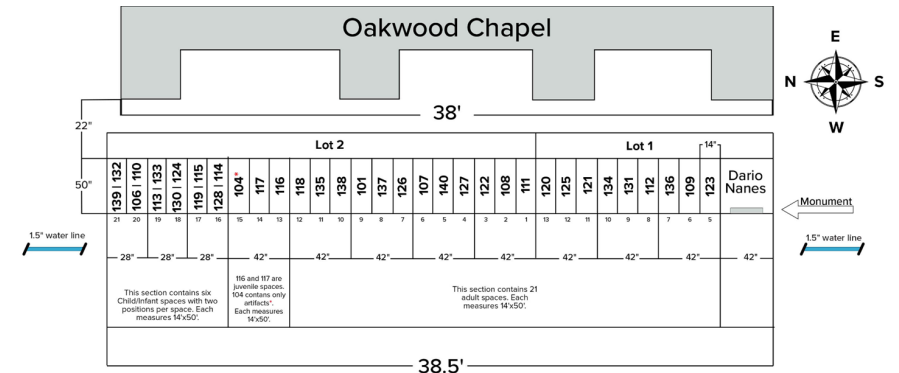 Oakwood Chapel
E
N S
W
38'
22"
Lot 2 Lot 1 14"
50"
139 | 132 106 | 110 113 | 133 130 | 124 119 | 115 128 | 114 104* 117 116 118 135 138 101 137 126 107 140 127 122 108 111 120 125 121 134 131 112 136 109 123
Dario
Nanes
Monument
21 20 19 18 17 16 15 14 13 12 11 10 9 8 7 6 5 4 3 2 1 13 12 11 10 9 8 7 6 5
1.5" water line 1.5" water line
28" 28" 28" 42" 42" 42" 42" 42" 42" 42" 42" 42"
This section contains six
Child/Infant spaces with two
positions per space. Each
measures 14'x50'.
116 and 117 are
juvenile spaces.
104 contans only
artifacts*.
Each measures
14'x50'.
This section contains 21
adult spaces. Each
measures 14'x50'.
38.5'